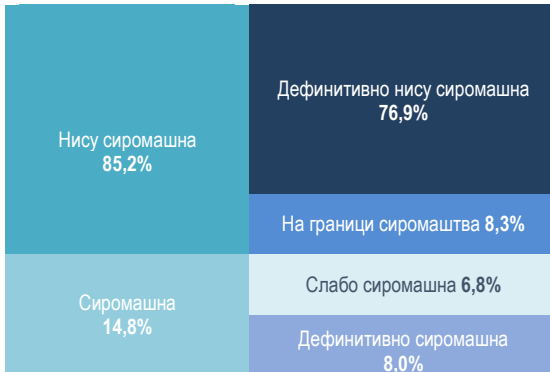 Нису сиромашна
85,2%
Сиромашна
14,8%
Дефинитивно нису сиромашна
76,9%
На граници сиромаштва 8,3%
Слабо сиромашна 6,8%
Дефинитивно сиромашна
8,0%